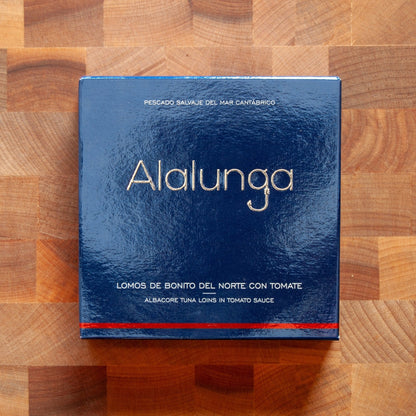 PESCADO SALVAJE DEL MAR CANTÁBRICO
Alalunga
LOMOS DE BONITO DEL NORTE CON TOMATE
ALBACORE TUNA LOINS IN TOMATO SAUCE